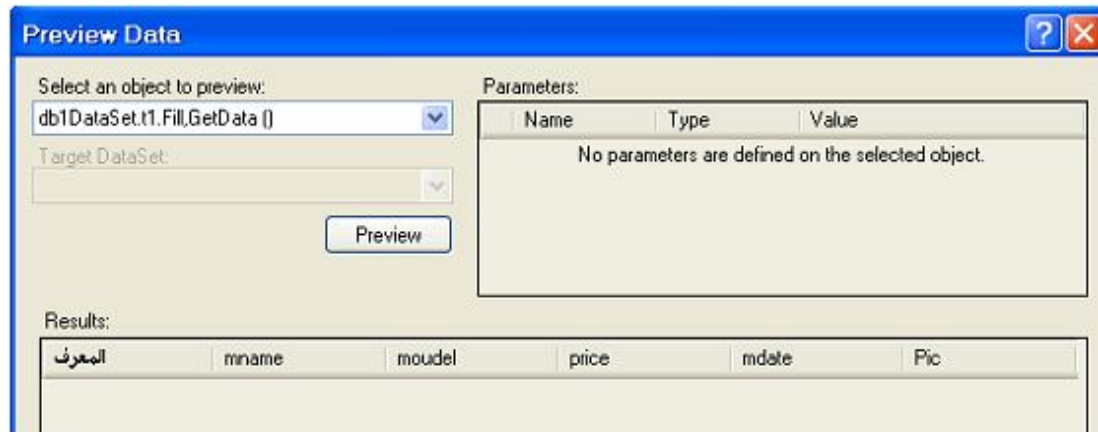 Preview Data
Select an object to preview:
db1DataSet.t1.Fill,GetData ()
Target DataSet:
Preview
Parameters:
Name Type Value
No parameters are defined on the selected object.
Results:
المعرف mname moudel price mdate Pic